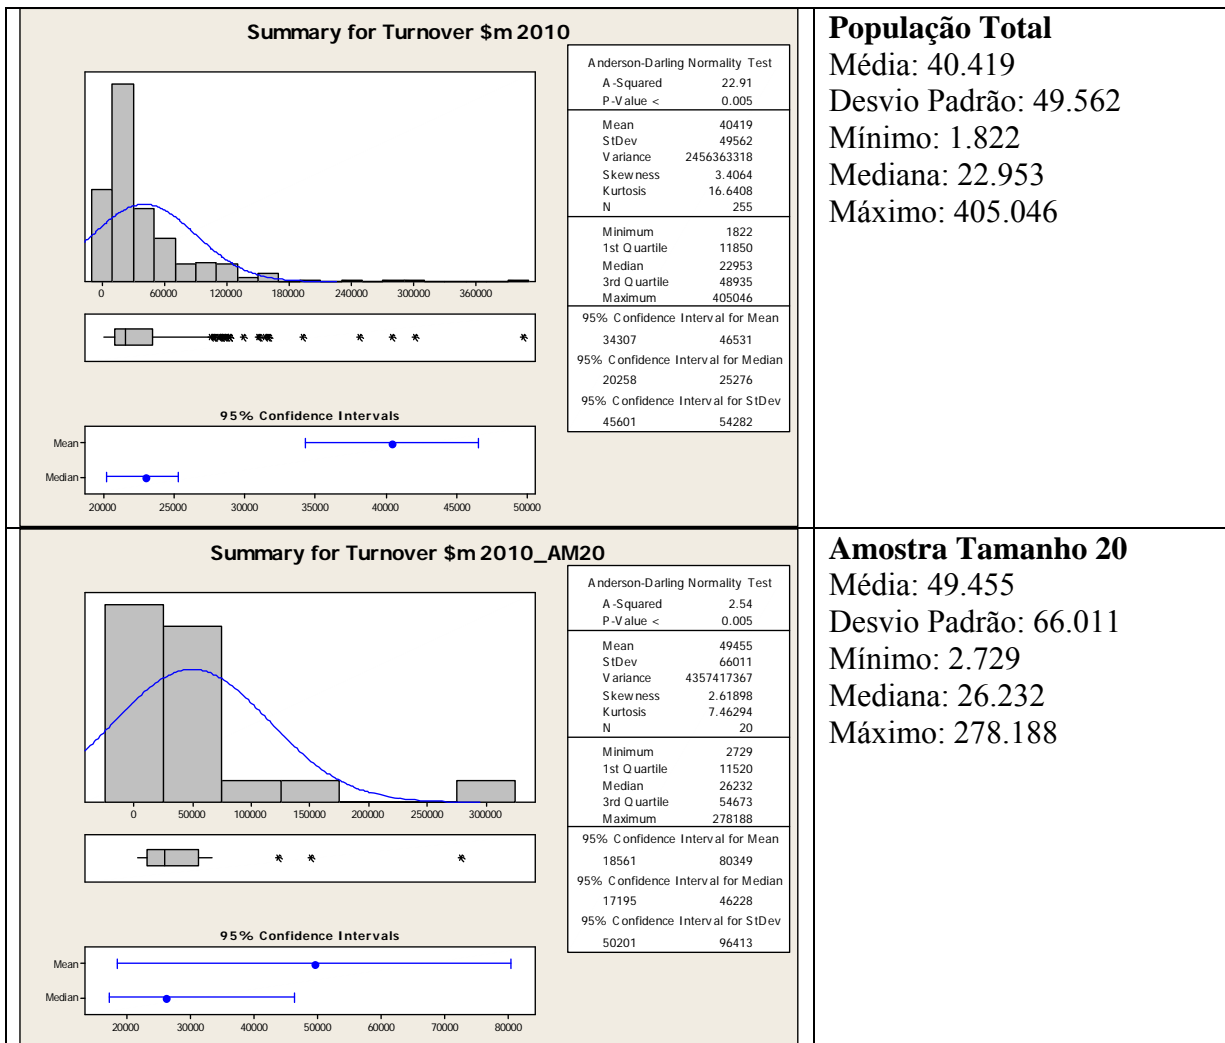 Summary for Turnover $m 2010
0 60000 120000 180000 240000 300000 360000
95% Confidence Intervals
Mean
Median
20000 25000 30000 35000 40000 45000 50000
Anderson-Darling Normality Test
A-Squared 22.91
P-Value < 0.005
Mean 40419
StDev 49562
Variance 2456363318
Skewness 3.4064
Kurtosis 16.6408
N 255
Minimum 1822
1st Quartile 11850
Median 22953
3rd Quartile 48935
Maximum 405046
95% Confidence Interval for Mean
34307 46531
95% Confidence Interval for Median
20258 25276
95% Confidence Interval for StDev
45601 54282
População Total
Média: 40.419
Desvio Padrão: 49.562
Mínimo: 1.822
Mediana: 22.953
Máximo: 405.046
Summary for Turnover $m 2010_AM20
0 50000 100000 150000 200000 250000 300000
95% Confidence Intervals
Mean
Median
20000 30000 40000 50000 60000 70000 80000
Anderson-Darling Normality Test
A-Squared 2.54
P-Value < 0.005
Mean 49455
StDev 66011
Variance 4357417367
Skewness 2.61898
Kurtosis 7.46294
N 20
Minimum 2729
1st Quartile 11520
Median 26232
3rd Quartile 54673
Maximum 278188
95% Confidence Interval for Mean
18561 80349
95% Confidence Interval for Median
17195 46228
95% Confidence Interval for StDev
50201 96413
Amostra Tamanho 20
Média: 49.455
Desvio Padrão: 66.011
Mínimo: 2.729
Mediana: 26.232
Máximo: 278.188